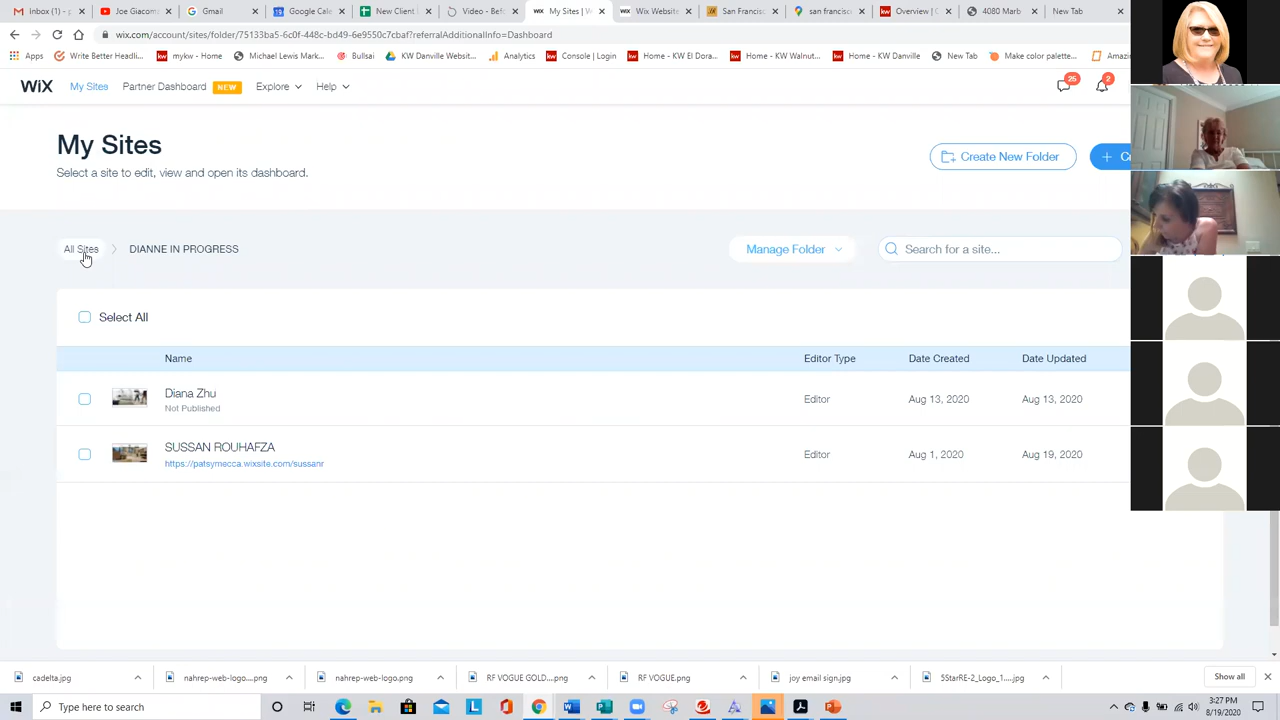 Inbox (1) - 
Joe Giacom
Gmail
Google Cale
New Client
Video - Bef
My Sites | W
Wix Website
San Francisc
san francisc
Overview | C
4080 Marb
New Tab
wix.com/account/sites/folder/75133ba5-6c0f-448c-bd49-6e9550c7cbaf?referralAdditionalInfo=Dashboard
Apps
Write Better Headli...
mykw - Home
Michael Lewis Mark...
Bullsai
KW Danville Websit...
Analytics
Console | Login
Home - KW El Dora...
Home - KW Walnut...
Home - KW Danville
New Tab
Make color palette...
Amazi
WiX
My Sites
Partner Dashboard
NEW
Explore
Help
25
2
My Sites
Select a site to edit, view and open its dashboard.
Create New Folder
+
All Sites > DIANNE IN PROGRESS
Manage Folder
Search for a site...
Select All
Name
Editor Type
Date Created
Date Updated
Diana Zhu
Not Published
Editor
Aug 13, 2020
Aug 13, 2020
SUSSAN ROUHAFZA
https://patsymecca.wixsite.com/sussanr
Editor
Aug 1, 2020
Aug 19, 2020
cadelta.jpg
nahrep-web-logo....png
nahrep-web-logo.png
RF VOGUE GOLD....png
RF VOGUE.png
joy email sign.jpg
5StarRE-2_Logo_1....jpg
Show all
Type here to search
3:27 PM
8/19/2020